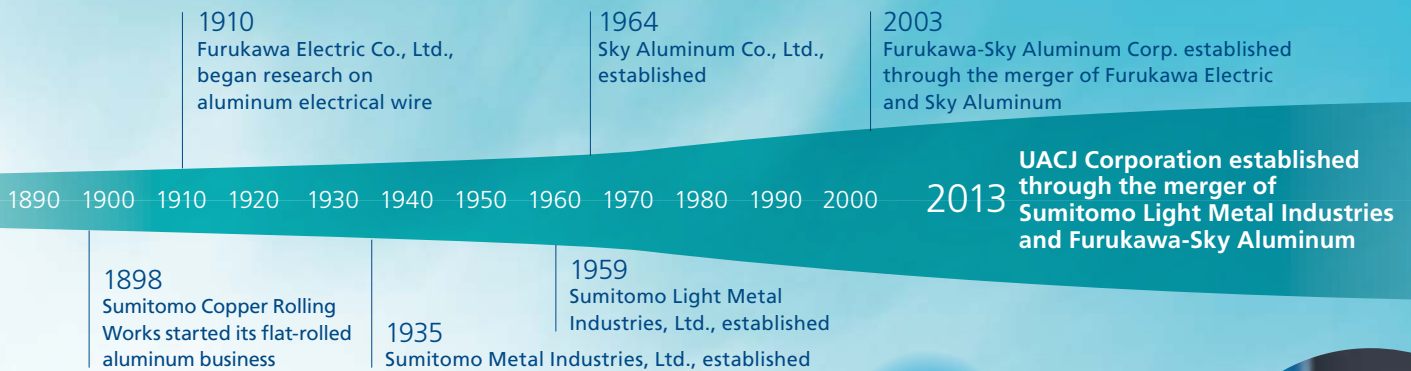 1910
Furukawa Electric Co., Ltd.,
began research on
aluminum electrical wire
1964
Sky Aluminum Co., Ltd.,
established
2003
Furukawa-Sky Aluminum Corp. established
through the merger of Furukawa Electric
and Sky Aluminum
1890 1900 1910 1920 1930 1940 1950 1960 1970 1980 1990 2000
2013
UACJ Corporation established
through the merger of
Sumitomo Light Metal Industries
and Furukawa-Sky Aluminum
1898
Sumitomo Copper Rolling
Works started its flat-rolled
aluminum business
1935
Sumitomo Metal Industries, Ltd., established
1959
Sumitomo Light Metal
Industries, Ltd., established